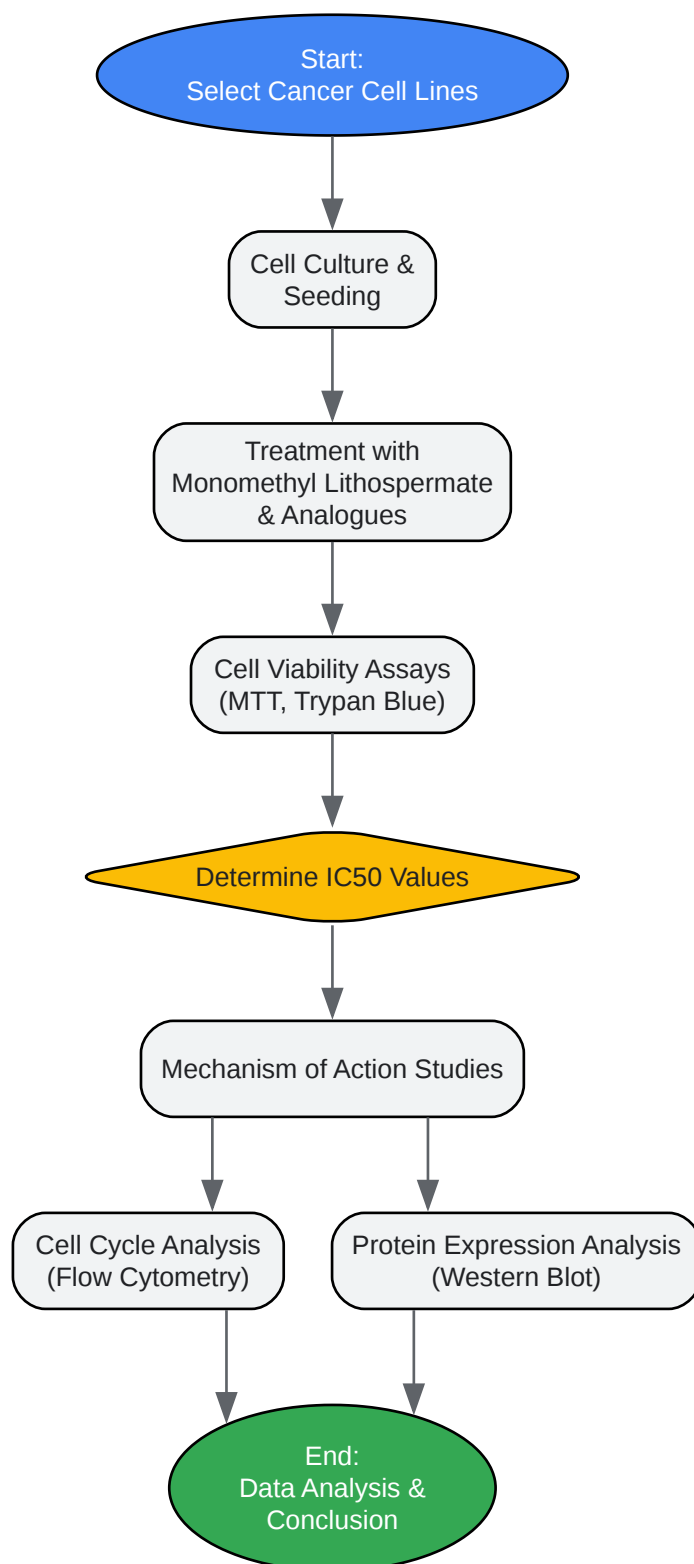 Start:
Select Cancer Cell Lines
Cell Culture &
Seeding
Treatment with
Monomethyl Lithospermate
& Analogues
Cell Viability Assays
(MTT, Trypan Blue)
Determine IC50 Values
Mechanism of Action Studies
Cell Cycle Analysis
(Flow Cytometry)
Protein Expression Analysis
(Western Blot)
End:
Data Analysis &
Conclusion